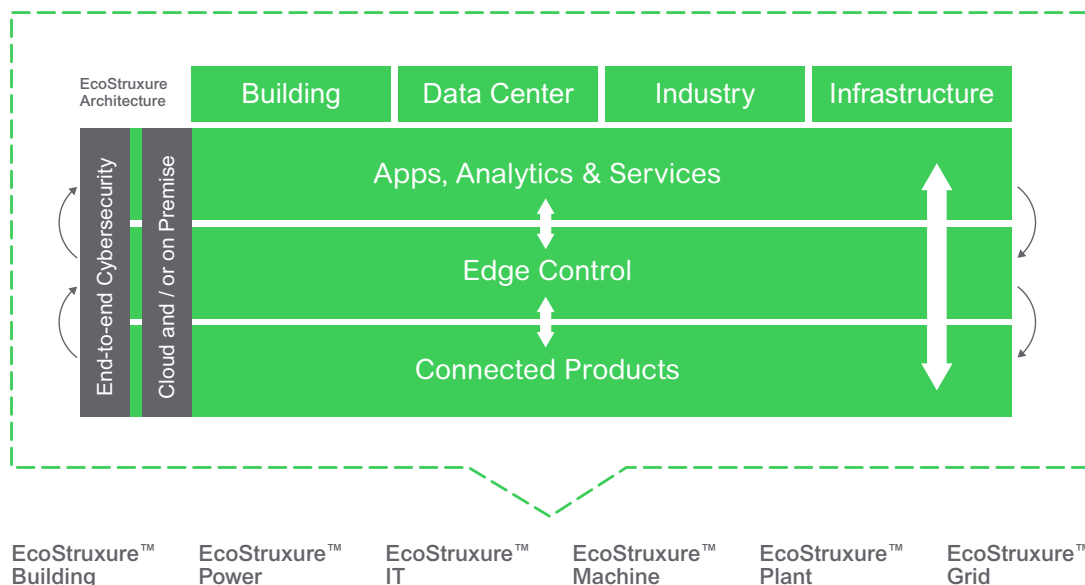 EcoStruxure
Architecture
Building
Data Center
Industry
Infrastructure
End-to-end Cybersecurity
Cloud and / or on Premise
Apps, Analytics & Services
Edge Control
Connected Products
EcoStruxure™
Building
EcoStruxure™
Power
EcoStruxure™
IT
EcoStruxure™
Machine
EcoStruxure™
Plant
EcoStruxure™
Grid